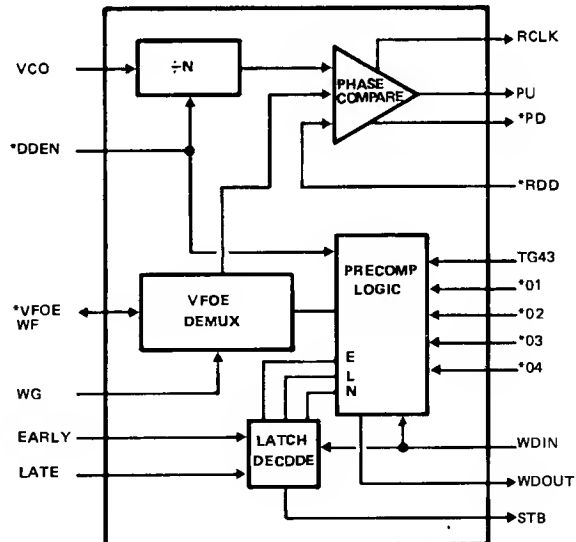 VCO
÷N
PHASE
COMPARE
RCLK
PU
*PD
*DDEN
*RDD
PRECOMP
LOGIC
TG43
*01
*02
*03
*04
*VFOE
WF
VFOE
DEMUX
WG
E
L
N
EARLY
LATE
LATCH
DECDDE
WDIN
WDOUT
STB